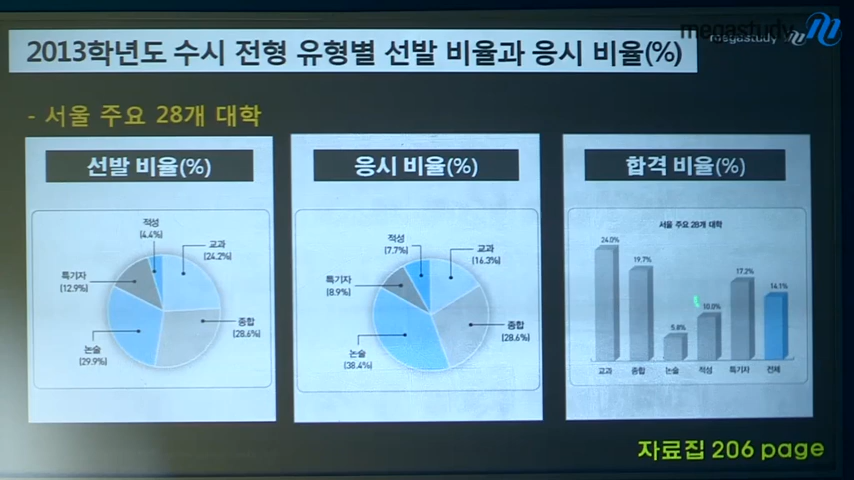 megastudy
megastudy
2013학년도 수시 전형 유형별 선발 비율과 응시 비율(%)
- 서울 주요 28개 대학
선발 비율(%)
적성
(4.4%)
교과
(24.2%)
특기자
(12.9%)
종합
(28.6%)
논술
(29.9%)
응시 비율(%)
적성
(7.7%)
교과
(16.3%)
특기자
(8.9%)
종합
(28.6%)
논술
(38.4%)
합격 비율(%)
서울 주요 28개 대학
24.0%
19.7%
5.8%
10.0%
17.2%
14.1%
교과 종합 논술 적성 특기자 전체
자료집 206 page